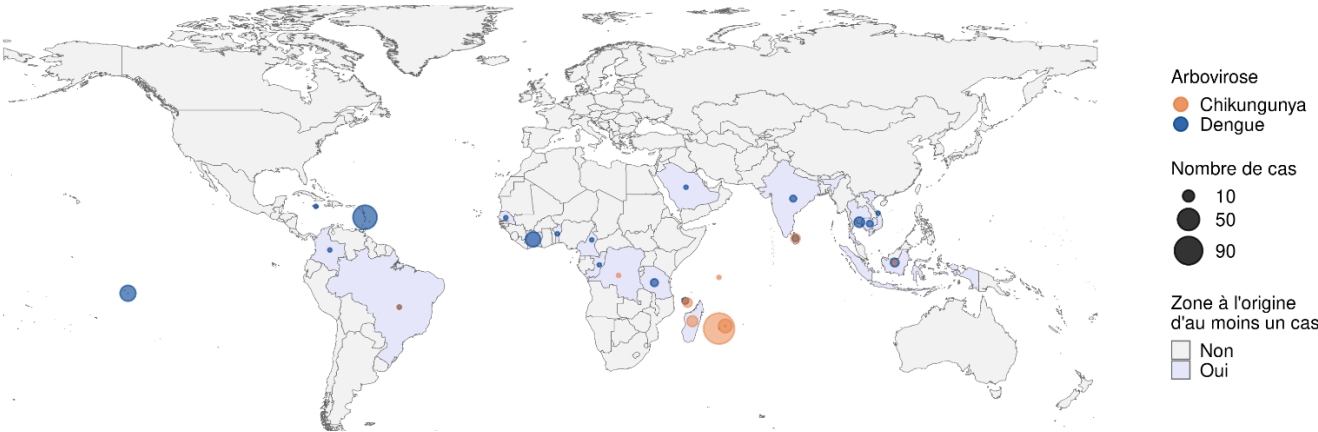 Arbovirose
Chikungunya
Dengue
Nombre de cas
10
50
90
Zone à l'origine
d'au moins un cas
Non
Oui